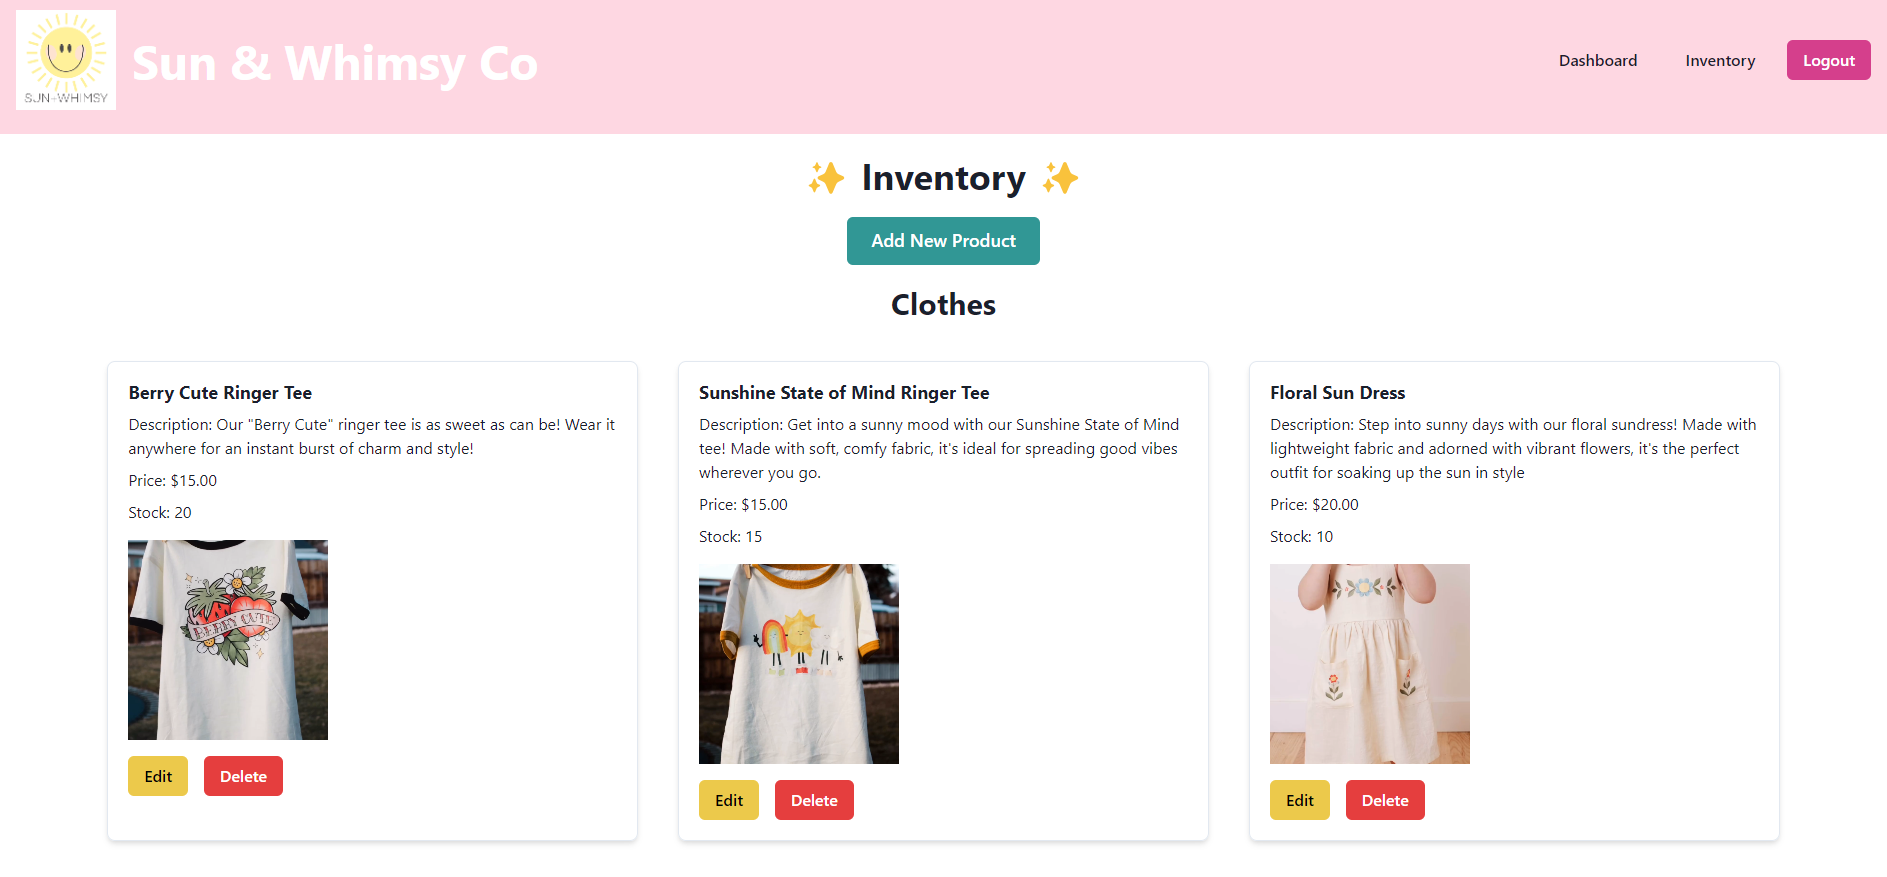 SUN-WHIMSY
Sun & Whimsy Co
Dashboard
Inventory
Logout
✨ Inventory ✨
Add New Product
Clothes
Berry Cute Ringer Tee
Description: Our "Berry Cute" ringer tee is as sweet as can be! Wear it
anywhere for an instant burst of charm and style!
Price: $15.00
Stock: 20
BERRY CUTE
Edit
Delete
Sunshine State of Mind Ringer Tee
Description: Get into a sunny mood with our Sunshine State of Mind
tee! Made with soft, comfy fabric, it's ideal for spreading good vibes
wherever you go.
Price: $15.00
Stock: 15
Edit
Delete
Floral Sun Dress
Description: Step into sunny days with our floral sundress! Made with
lightweight fabric and adorned with vibrant flowers, it's the perfect
outfit for soaking up the sun in style
Price: $20.00
Stock: 10
Edit
Delete